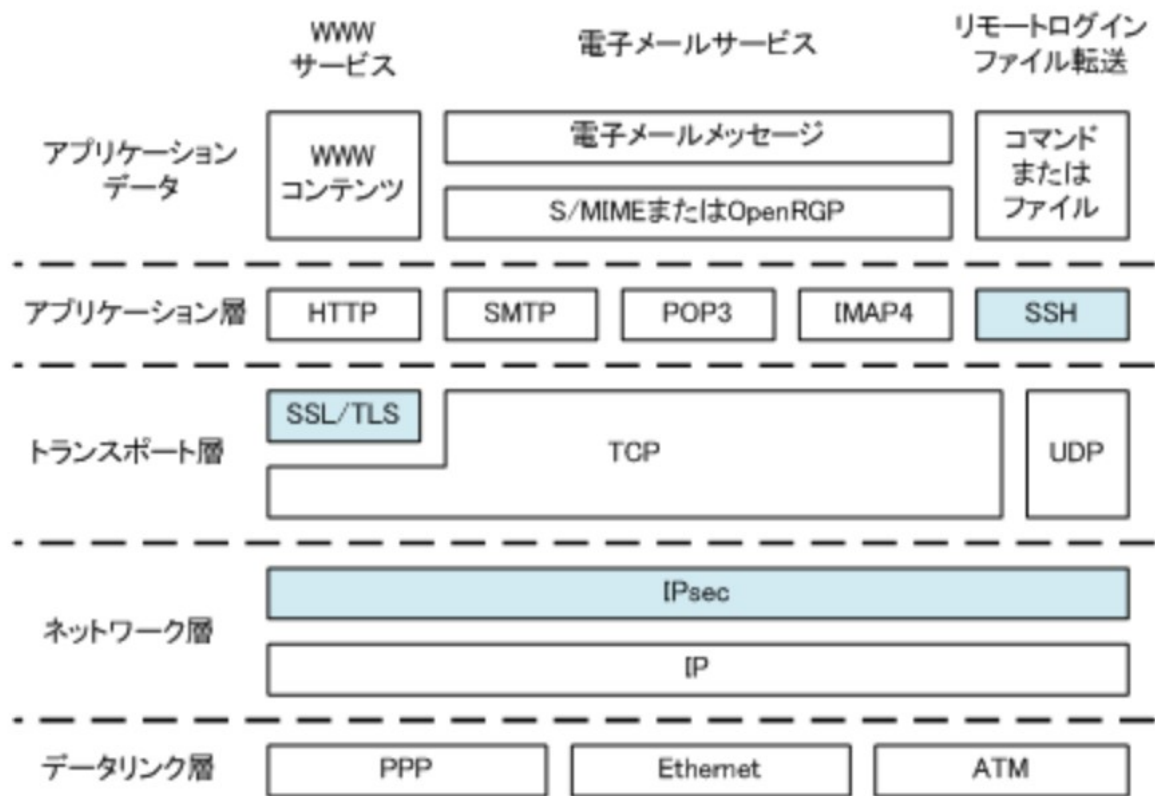 WWW
サービス
電子メールサービス
リモートログイン
ファイル転送
アプリケーション
データ
WWW
コンテンツ
電子メールメッセージ
S/MIMEまたはOpenRGP
コマンド
または
ファイル
アプリケーション層
HTTP
SMTP
POP3
IMAP4
SSH
トランスポート層
SSL/TLS
TCP
UDP
ネットワーク層
IPsec
IP
データリンク層
PPP
Ethernet
ATM